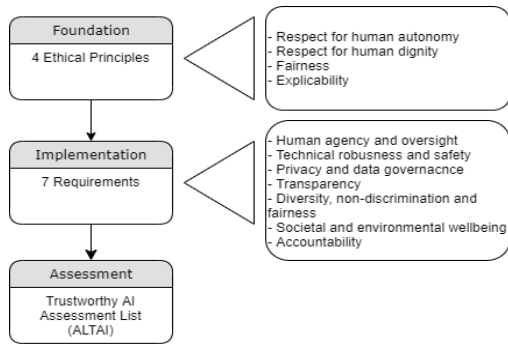 Foundation
4 Ethical Principles
- Respect for human autonomy
- Respect for human dignity
- Fairness
- Explicability
Implementation
7 Requirements
- Human agency and oversight
- Technical robusness and safety
- Privacy and data governacnce
- Transparency
- Diversity, non-discrimination and
fairness
- Societal and environmental wellbeing
- Accountability
Assessment
Trustworthy AI
Assessment List
(ALTAI)